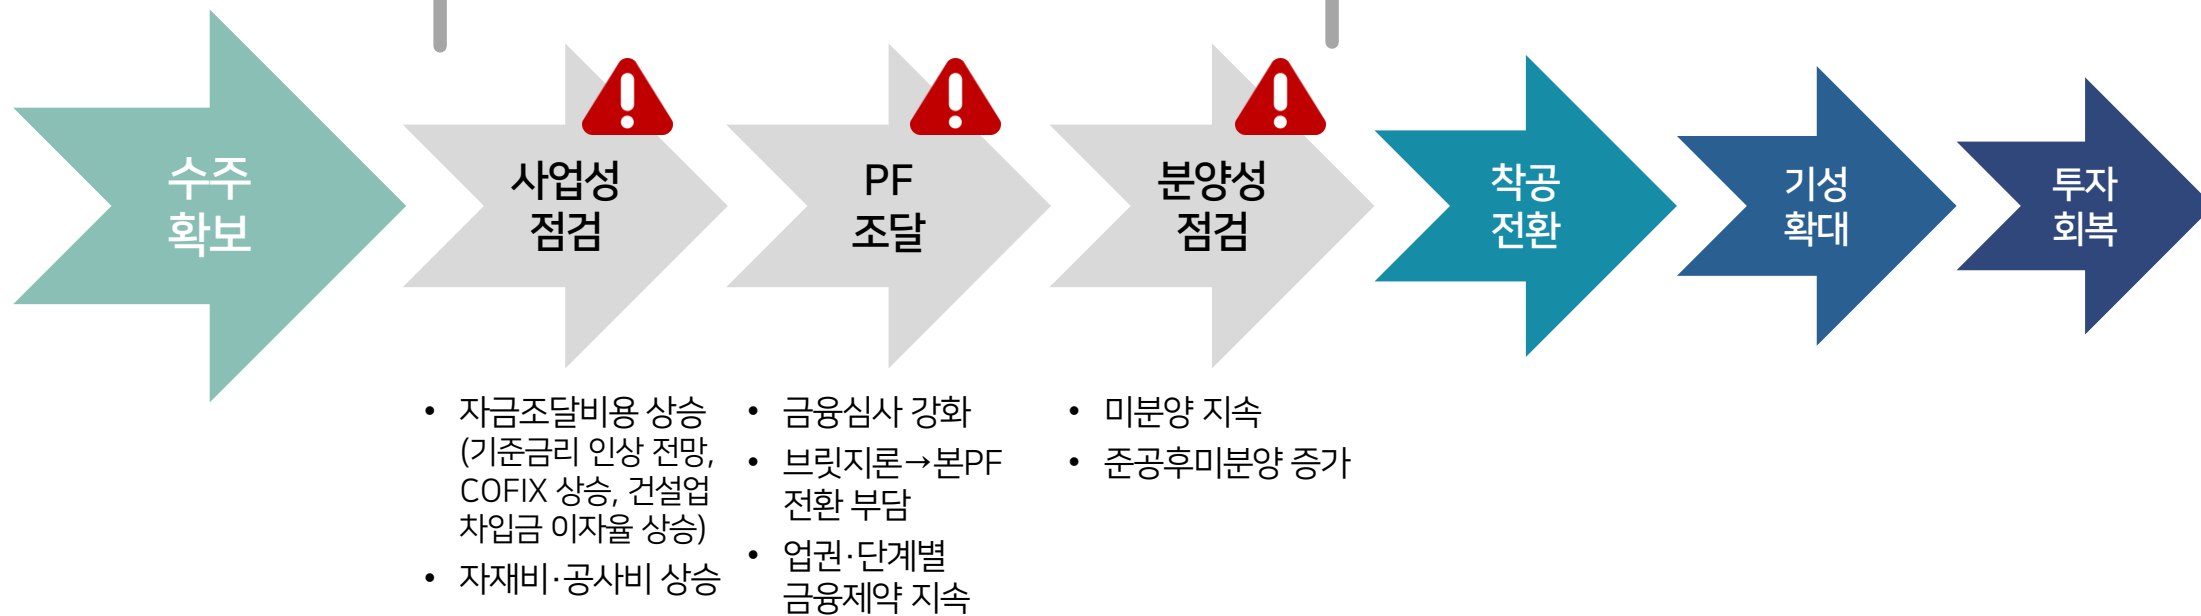 수주
확보
사업성
점검
PF
조달
분양성
점검
착공
전환
기성
확대
투자
회복
• 자금조달비용 상승
(기준금리 인상 전망,
COFIX 상승, 건설업
차입금 이자율 상승)
• 자재비·공사비 상승
• 금융심사 강화
• 브릿지론→본PF
전환 부담
• 업권·단계별
금융제약 지속
• 미분양 지속
• 준공후미분양 증가